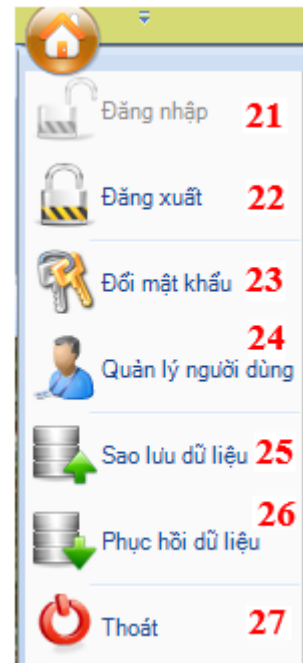 Đăng nhập 21
Đăng xuất 22
Đổi mật khẩu 23
24
Quản lý người dùng
Sao lưu dữ liệu 25
26
Phục hồi dữ liệu
Thoát 27